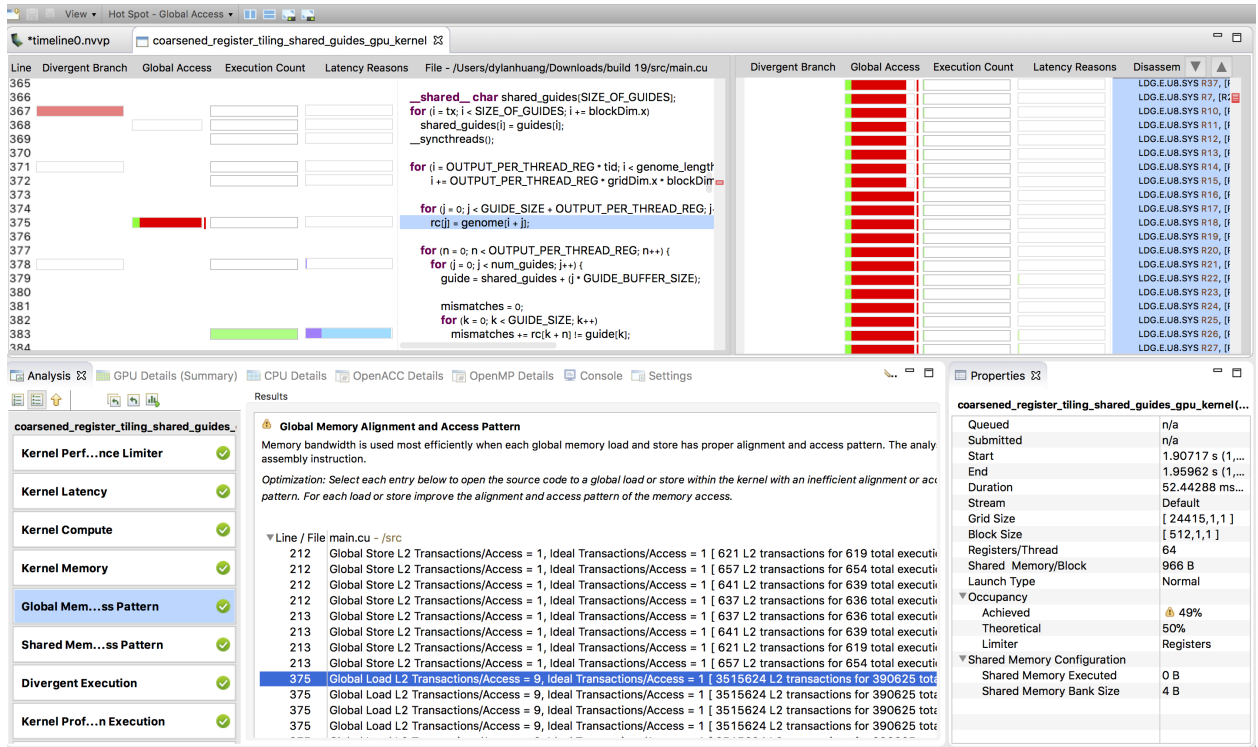 View Hot Spot - Global Access
*timeline0.nvvp coarsened_register_tiling_shared_guides_gpu_kernel
Line Divergent Branch Global Access Execution Count Latency Reasons File - /Users/dylanhuang/Downloads/build 19/src/main.cu
365
366 __shared__ char shared_guides[SIZE_OF_GUIDES];
367 for (i = tx; i < SIZE_OF_GUIDES; i += blockDim.x)
368 shared_guides[i] = guides[i];
369 __syncthreads();
370
371 for (i = OUTPUT_PER_THREAD_REG * tid; i < genome_length
372 i += OUTPUT_PER_THREAD_REG * gridDim.x * blockDim
373
374 for (j = 0; j < GUIDE_SIZE + OUTPUT_PER_THREAD_REG; j
375 rc[j] = genome[i + j];
376
377 for (n = 0; n < OUTPUT_PER_THREAD_REG; n++) {
378 for (j = 0; j < num_guides; j++) {
379 guide = shared_guides + (j * GUIDE_BUFFER_SIZE);
380
381 mismatches = 0;
382 for (k = 0; k < GUIDE_SIZE; k++)
383 mismatches += rc[k + n] != guide[k];
384
Divergent Branch Global Access Execution Count Latency Reasons Disassem
LDG.E.U8.SYS R37, [R
LDG.E.U8.SYS R7, [R2
LDG.E.U8.SYS R10, [R
LDG.E.U8.SYS R11, [R
LDG.E.U8.SYS R12, [R
LDG.E.U8.SYS R13, [R
LDG.E.U8.SYS R14, [R
LDG.E.U8.SYS R15, [R
LDG.E.U8.SYS R16, [R
LDG.E.U8.SYS R17, [R
LDG.E.U8.SYS R18, [R
LDG.E.U8.SYS R19, [R
LDG.E.U8.SYS R20, [R
LDG.E.U8.SYS R21, [R
LDG.E.U8.SYS R22, [R
LDG.E.U8.SYS R23, [R
LDG.E.U8.SYS R24, [R
LDG.E.U8.SYS R25, [R
LDG.E.U8.SYS R26, [R
LDG.E.U8.SYS R27, [R
Analysis GPU Details (Summary) CPU Details OpenACC Details OpenMP Details Console Settings
coarsened_register_tiling_shared_guides_
Kernel Perf...nce Limiter
Kernel Latency
Kernel Compute
Kernel Memory
Global Mem...ss Pattern
Shared Mem...ss Pattern
Divergent Execution
Kernel Prof...n Execution
Results
Global Memory Alignment and Access Pattern
Memory bandwidth is used most efficiently when each global memory load and store has proper alignment and access pattern. The analy
assembly instruction.
Optimization: Select each entry below to open the source code to a global load or store within the kernel with an inefficient alignment or acc
pattern. For each load or store improve the alignment and access pattern of the memory access.
Line / File main.cu - /src
212 Global Store L2 Transactions/Access = 1, Ideal Transactions/Access = 1 [ 621 L2 transactions for 619 total executi
212 Global Store L2 Transactions/Access = 1, Ideal Transactions/Access = 1 [ 657 L2 transactions for 654 total executi
212 Global Store L2 Transactions/Access = 1, Ideal Transactions/Access = 1 [ 641 L2 transactions for 639 total executi
212 Global Store L2 Transactions/Access = 1, Ideal Transactions/Access = 1 [ 637 L2 transactions for 636 total executi
213 Global Store L2 Transactions/Access = 1, Ideal Transactions/Access = 1 [ 637 L2 transactions for 636 total executi
213 Global Store L2 Transactions/Access = 1, Ideal Transactions/Access = 1 [ 641 L2 transactions for 639 total executi
213 Global Store L2 Transactions/Access = 1, Ideal Transactions/Access = 1 [ 621 L2 transactions for 619 total executi
213 Global Store L2 Transactions/Access = 1, Ideal Transactions/Access = 1 [ 657 L2 transactions for 654 total executi
375 Global Load L2 Transactions/Access = 9, Ideal Transactions/Access = 1 [ 3515624 L2 transactions for 390625 tota
375 Global Load L2 Transactions/Access = 9, Ideal Transactions/Access = 1 [ 3515624 L2 transactions for 390625 tota
375 Global Load L2 Transactions/Access = 9, Ideal Transactions/Access = 1 [ 3515624 L2 transactions for 390625 tota
375 Global Load L2 Transactions/Access = 9, Ideal Transactions/Access = 1 [ 3515624 L2 transactions for 390625 tota
Properties
coarsened_register_tiling_shared_guides_gpu_kernel(...
Queued n/a
Submitted n/a
Start 1.90717 s (1,...
End 1.95962 s (1,...
Duration 52.44288 ms...
Stream Default
Grid Size [ 24415,1,1 ]
Block Size [ 512,1,1 ]
Registers/Thread 64
Shared Memory/Block 966 B
Launch Type Normal
Occupancy
Achieved 49%
Theoretical 50%
Limiter Registers
Shared Memory Configuration
Shared Memory Executed 0 B
Shared Memory Bank Size 4 B